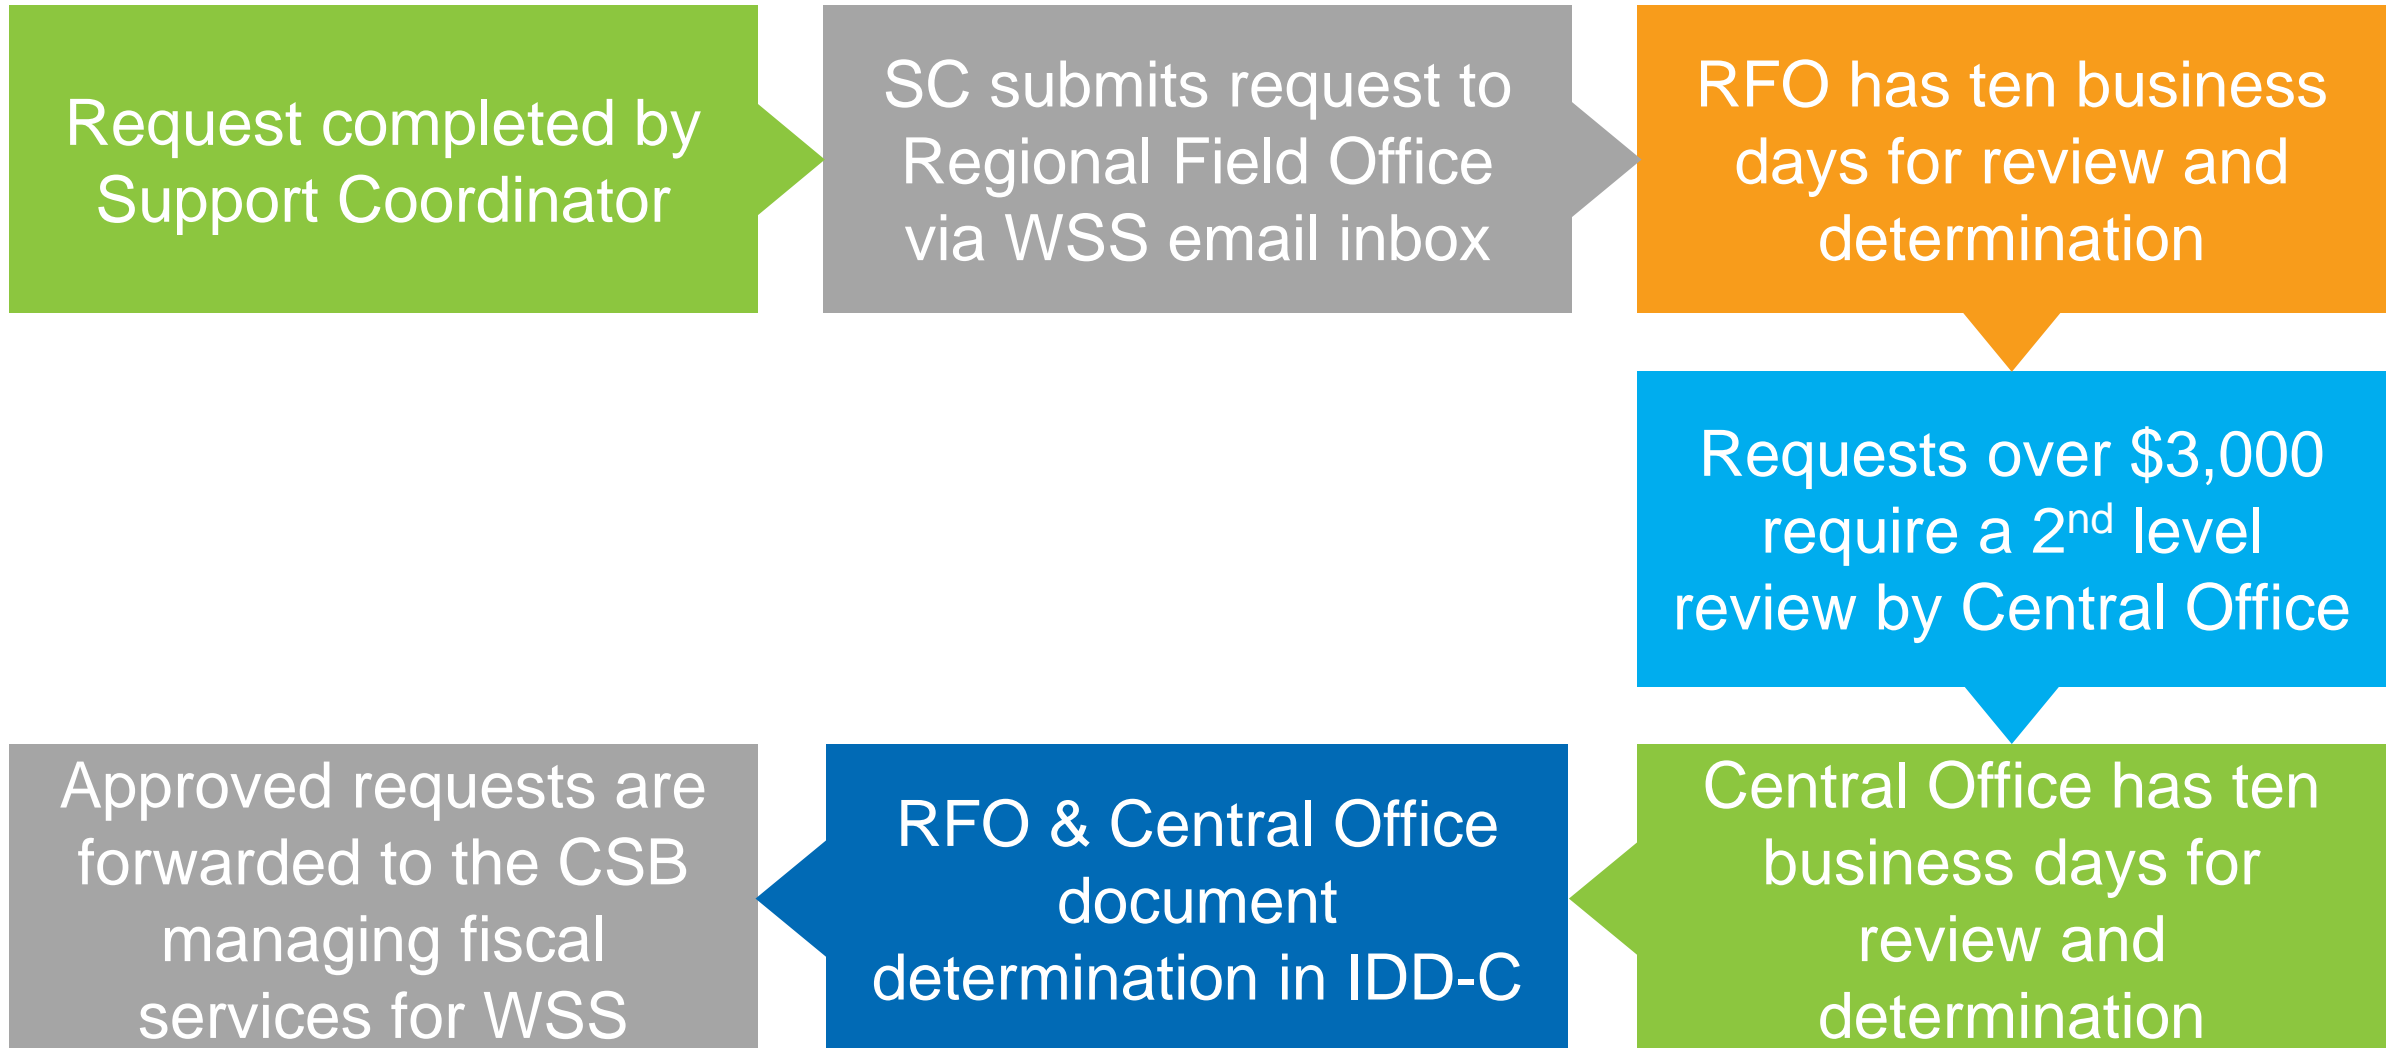 Request completed by
Support Coordinator
SC submits request to
Regional Field Office
via WSS email inbox
RFO has ten business
days for review and
determination
Requests over $3,000
require a 2nd level
review by Central Office
Central Office has ten
business days for
review and
determination
RFO & Central Office
document
determination in IDD-C
Approved requests are
forwarded to the CSB
managing fiscal
services for WSS